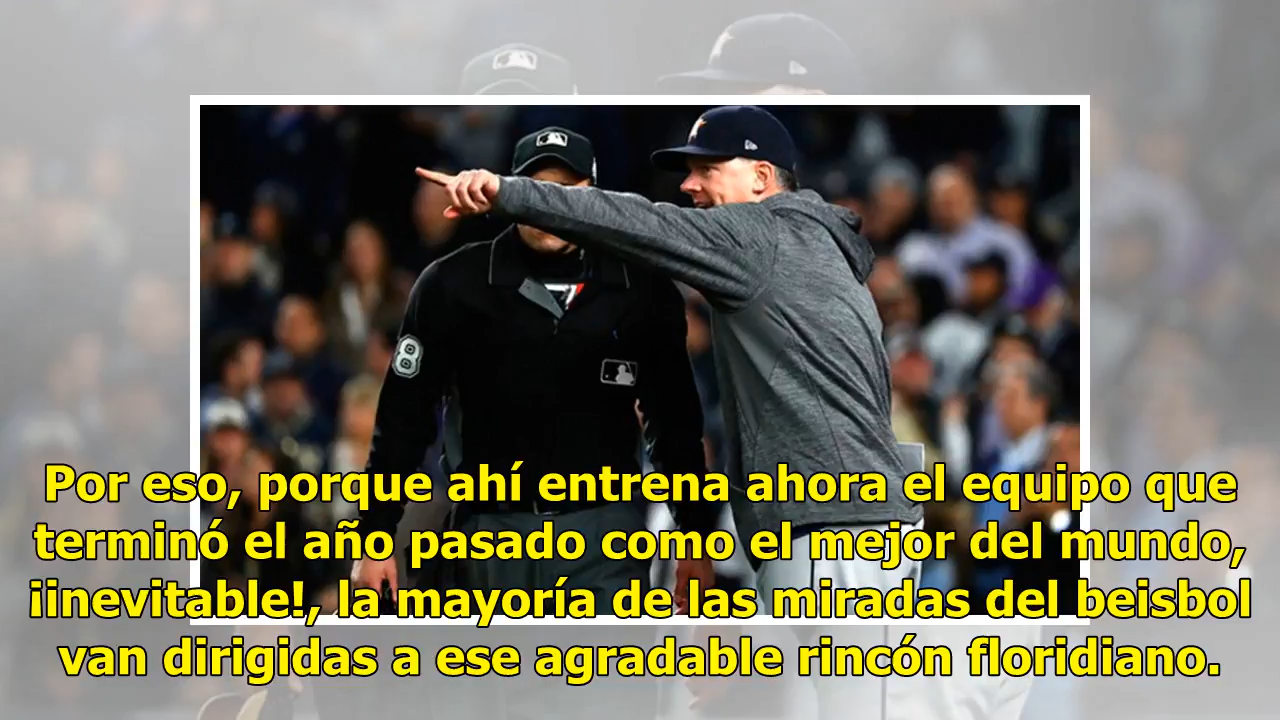 Por eso, porque ahí entrena ahora el equipo que
terminó el año pasado como el mejor del mundo,
¡inevitable!, la mayoría de las miradas del beisbol
van dirigidas a ese agradable rincón floridiano.
8